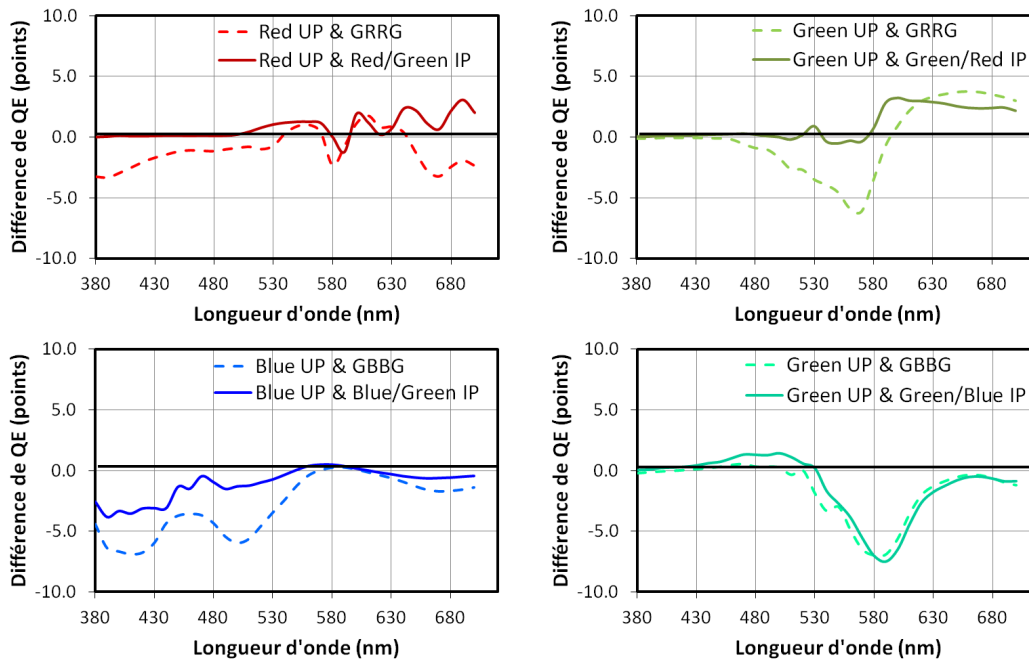 Différence de QE (points)
10.0
5.0
0.0
-5.0
-10.0
Red UP & GRRG
Red UP & Red/Green IP
380 430 480 530 580 630 680
Longueur d'onde (nm)
Différence de QE (points)
10.0
5.0
0.0
-5.0
-10.0
Green UP & GRRG
Green UP & Green/Red IP
380 430 480 530 580 630 680
Longueur d'onde (nm)
Différence de QE (points)
10.0
5.0
0.0
-5.0
-10.0
Blue UP & GBBG
Blue UP & Blue/Green IP
380 430 480 530 580 630 680
Longueur d'onde (nm)
Différence de QE (points)
10.0
5.0
0.0
-5.0
-10.0
Green UP & GBBG
Green UP & Green/Blue IP
380 430 480 530 580 630 680
Longueur d'onde (nm)